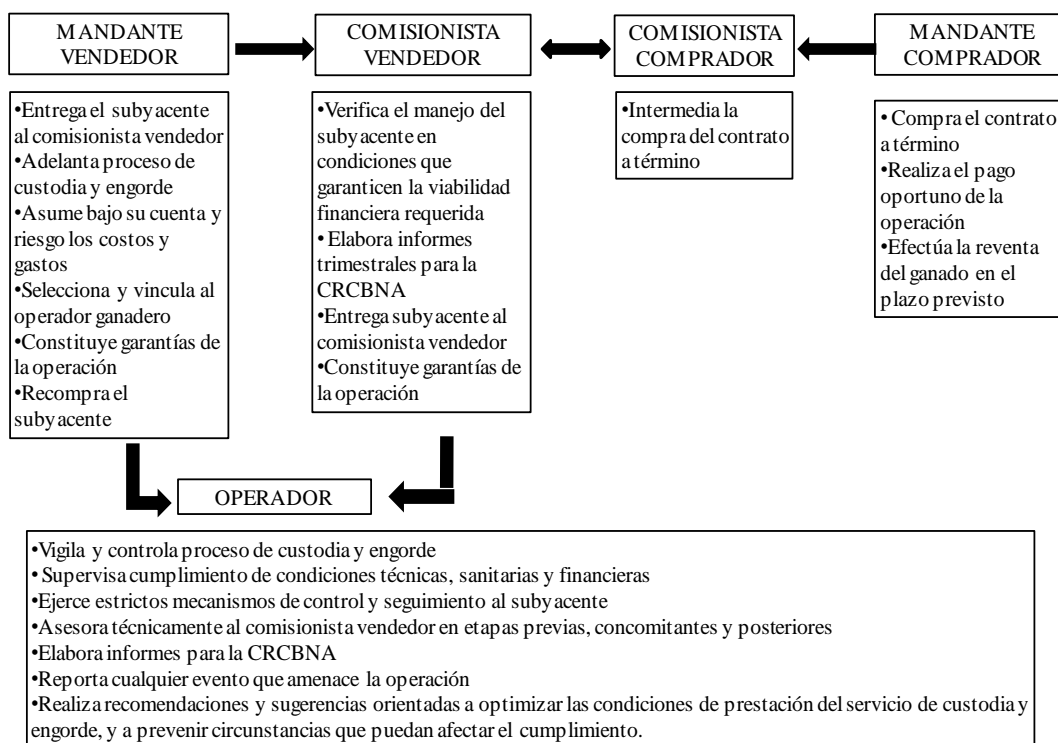 MANDANTE
VENDEDOR
COMISIONISTA
VENDEDOR
COMISIONISTA
COMPRADOR
MANDANTE
COMPRADOR
•Entrega el subyacente
al comisionista vendedor
•Adelanta proceso de
custodia y engorde
•Asume bajo su cuenta y
riesgo los costos y
gastos
•Selecciona y vincula al
operador ganadero
•Constituye garantías de
la operación
•Recompra el
subyacente
•Verifica el manejo del
subyacente en
condiciones que
garanticen la viabilidad
financiera requerida
• Elabora informes
trimestrales para la
CRCBNA
•Entrega subyacente al
comisionista vendedor
•Constituye garantías de
la operación
•Intermedia la
compra del contrato
a término
• Compra el contrato
a término
•Realiza el pago
oportuno de la
operación
•Efectúa la reventa
del ganado en el
plazo previsto
OPERADOR
•Vigila y controla proceso de custodia y engorde
•Supervisa cumplimiento de condiciones técnicas, sanitarias y financieras
•Ejerce estrictos mecanismos de control y seguimiento al subyacente
•Asesora técnicamente al comisionista vendedor en etapas previas, concomitantes y posteriores
•Elabora informes para la CRCBNA
•Reporta cualquier evento que amenace la operación
•Realiza recomendaciones y sugerencias orientadas a optimizar las condiciones de prestación del servicio de custodia y
engorde, y a prevenir circunstancias que puedan afectar el cumplimiento.